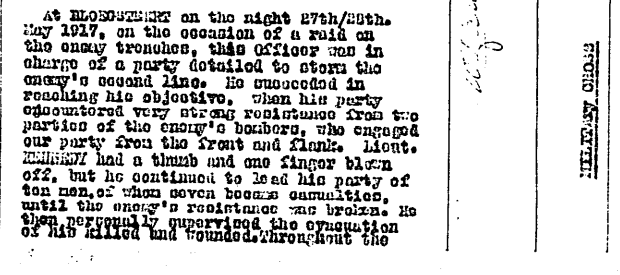 At PLOEGSTEERT on the night 27th/28th.
May 1917, on the occasion of a raid on
the enemy trenches, this Officer was in
charge of a party detailed to storm the
enemy's second line. He succeeded in
reaching his objective, when his party
encountered very strong resistance from two
parties of the enemy's bombers, who engaged
our party from the front and flank. Lieut.
KENNEDY had a thumb and one finger blown
off, but he continued to lead his party of
ten men, of whom seven became casualties,
until the enemy's resistance was broken. He
then personally supervised the evacuation
of his killed and wounded. Throughout the
MILITARY CROSS